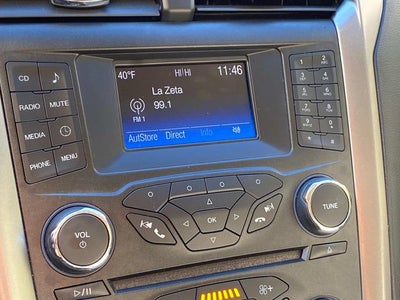 40°F HI/HI 11:46
La Zeta
99.1
FM 1
AutStore Direct Info
CD
RADIO MUTE
MEDIA
PHONE MENU
1 2 3
4 5 6
7 8 9
* 0 #
OK
VOL
TUNE